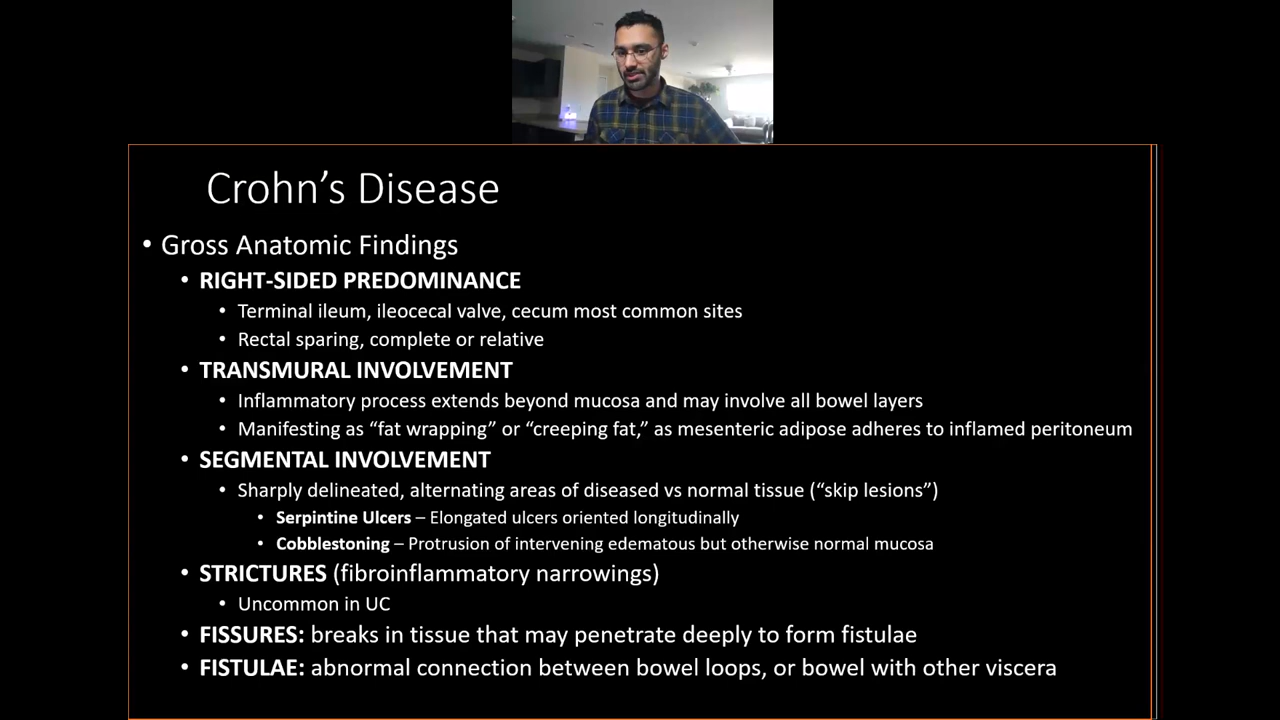 Crohn’s Disease
• Gross Anatomic Findings
• RIGHT-SIDED PREDOMINANCE
• Terminal ileum, ileocecal valve, cecum most common sites
• Rectal sparing, complete or relative
• TRANSMURAL INVOLVEMENT
• Inflammatory process extends beyond mucosa and may involve all bowel layers
• Manifesting as “fat wrapping” or “creeping fat,” as mesenteric adipose adheres to inflamed peritoneum
• SEGMENTAL INVOLVEMENT
• Sharply delineated, alternating areas of diseased vs normal tissue (“skip lesions”)
• Serpintine Ulcers – Elongated ulcers oriented longitudinally
• Cobblestoning – Protrusion of intervening edematous but otherwise normal mucosa
• STRICTURES (fibroinflammatory narrowings)
• Uncommon in UC
• FISSURES: breaks in tissue that may penetrate deeply to form fistulae
• FISTULAE: abnormal connection between bowel loops, or bowel with other viscera